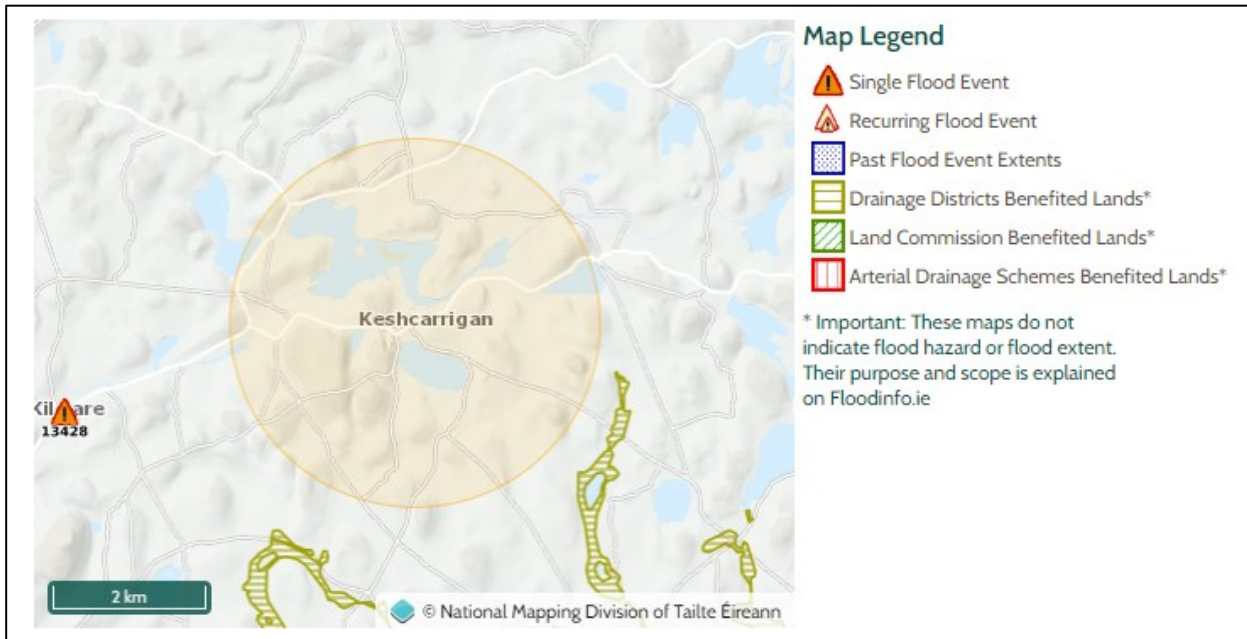 Keshcarrigan
13428
2 km
© National Mapping Division of Tailte Éireann
Map Legend
Single Flood Event
Recurring Flood Event
Past Flood Event Extents
Drainage Districts Benefited Lands*
Land Commission Benefited Lands*
Arterial Drainage Schemes Benefited Lands*
* Important: These maps do not
indicate flood hazard or flood extent.
Their purpose and scope is explained
on Floodinfo.ie